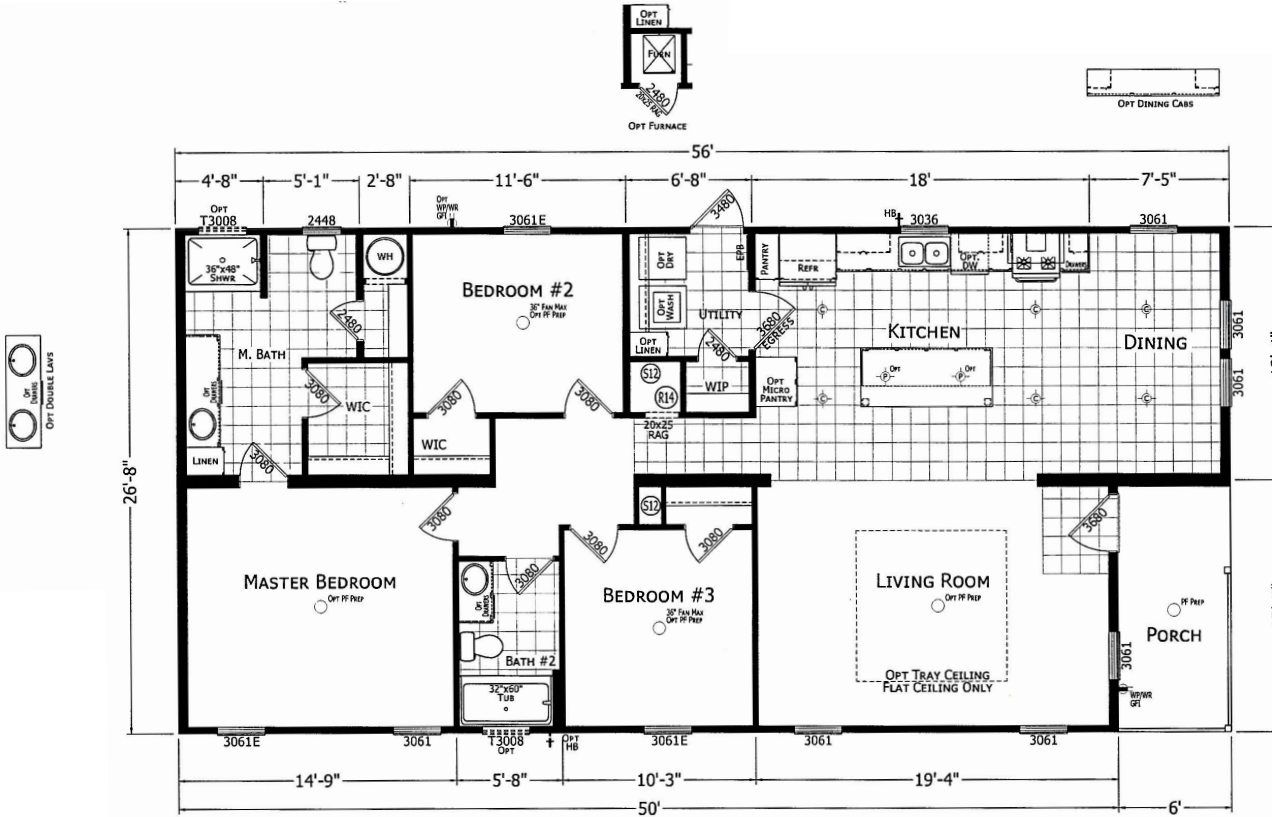 OPT
LINEN
FURN
2480
20x25 RAG
OPT FURNACE
OPT DINING CABS
56'
4'-8"
5'-1"
2'-8"
11'-6"
6'-8"
18'
7'-5"
OPT
T3008
2448
OPT
WP/WR
GFI
3061E
3480
HB
3036
3061
36"x48"
SHWR
WH
BEDROOM #2
36" FAN MAX
OPT PF PREP
OPT
DRY
EPB
PANTRY
REFR
OPT.
DW
DRAWERS
2480
OPT
WASH
UTILITY
3680
EGRESS
KITCHEN
DINING
3061
M. BATH
OPT
LINEN
2480
OPT DOUBLE LAVS
OPT
DRAWERS
3080
WIC
S12
R14
WIP
OPT
MICRO
PANTRY
OPT
P
OPT
P
C
C
C
C
C
C
3061
3080
3080
20x25
RAG
WIC
LINEN
3080
26'-8"
3080
S12
3680
3080
3080
3080
MASTER BEDROOM
OPT PF PREP
OPT
DRAWERS
BEDROOM #3
36" FAN MAX
OPT PF PREP
LIVING ROOM
OPT PF PREP
PF PREP
PORCH
BATH #2
3061
OPT TRAY CEILING
FLAT CEILING ONLY
32"x60"
TUB
WP/WR
GFI
3061E
3061
T3008
OPT
OPT
HB
3061E
3061
3061
14'-9"
5'-8"
10'-3"
19'-4"
50'
6'